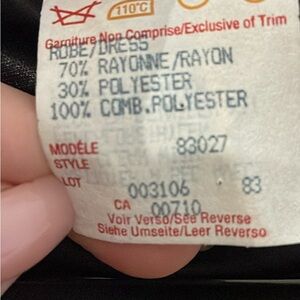 110°C
Garniture Non Comprise/Exclusive of Trim
ROBE/DRESS
70% RAYONNE/RAYON
30% POLYESTER
100% COMB.POLYESTER
MODÉLE 83027
STYLE
LOT
003106 83
CA 00710
Voir Verso/See Reverse
Siehe Umseite/Leer Reverso